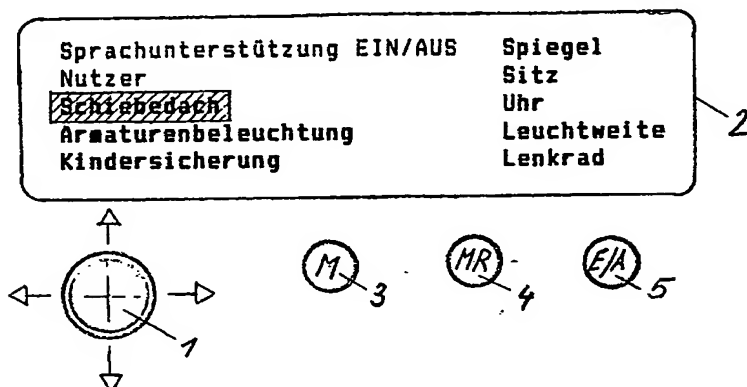 Sprachunterstützung EIN/AUS Spiegel
Nutzer Sitz
Schiebedach Uhr
Armaturenbeleuchtung Leuchtweite
Kindersicherung Lenkrad
2
M MR E/A
3 4 5
1